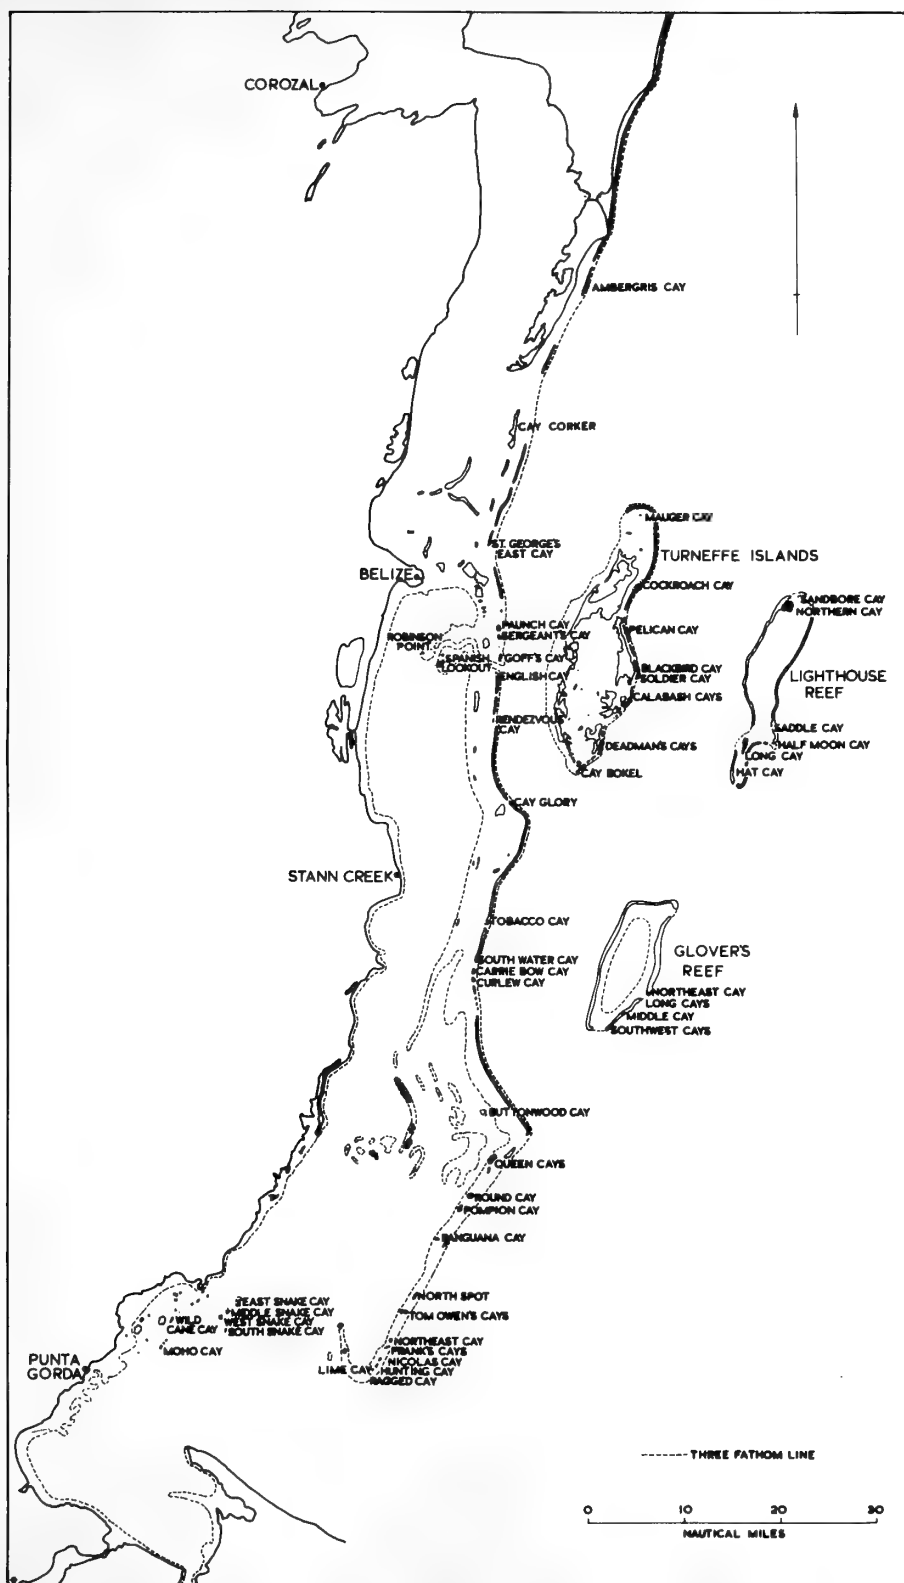 COROZAL
AMBERGRIS CAY
CAY CORKER
MAUGER CAY
ST. GEORGE'S
EAST CAY
TURNEFFE ISLANDS
BELIZE
COCKROACH CAY
SANDBORE CAY
NORTHERN CAY
PAUNCH CAY
SERGEANT'S CAY
PELICAN CAY
ROBINSON
POINT
SPANISH
LOOKOUT
GOFF'S CAY
ENGLISH CAY
BLACKBIRD CAY
SOLDIER CAY
LIGHTHOUSE
REEF
CALABASH CAYS
RENDEZVOUS
CAY
SADDLE CAY
DEADMAN'S CAYS
HALF MOON CAY
LONG CAY
CAY BOKEL
HAT CAY
CAY GLORY
STANN CREEK
TOBACCO CAY
GLOVER'S
REEF
SOUTH WATER CAY
CARRIE BOW CAY
CURLEW CAY
NORTHEAST CAY
LONG CAYS
MIDDLE CAY
SOUTHWEST CAYS
BUTTONWOOD CAY
QUEEN CAYS
ROUND CAY
POMPION CAY
RANGUANA CAY
NORTH SPOT
EAST SNAKE CAY
MIDDLE SNAKE CAY
WEST SNAKE CAY
SOUTH SNAKE CAY
TOM OWEN'S CAYS
WILD
CANE CAY
MOHO CAY
NORTHEAST CAY
FRANK'S CAYS
NICOLAS CAY
LIME CAY
HUNTING CAY
RAGGED CAY
PUNTA
GORDA
THREE FATHOM LINE
0 10 20 30
NAUTICAL MILES